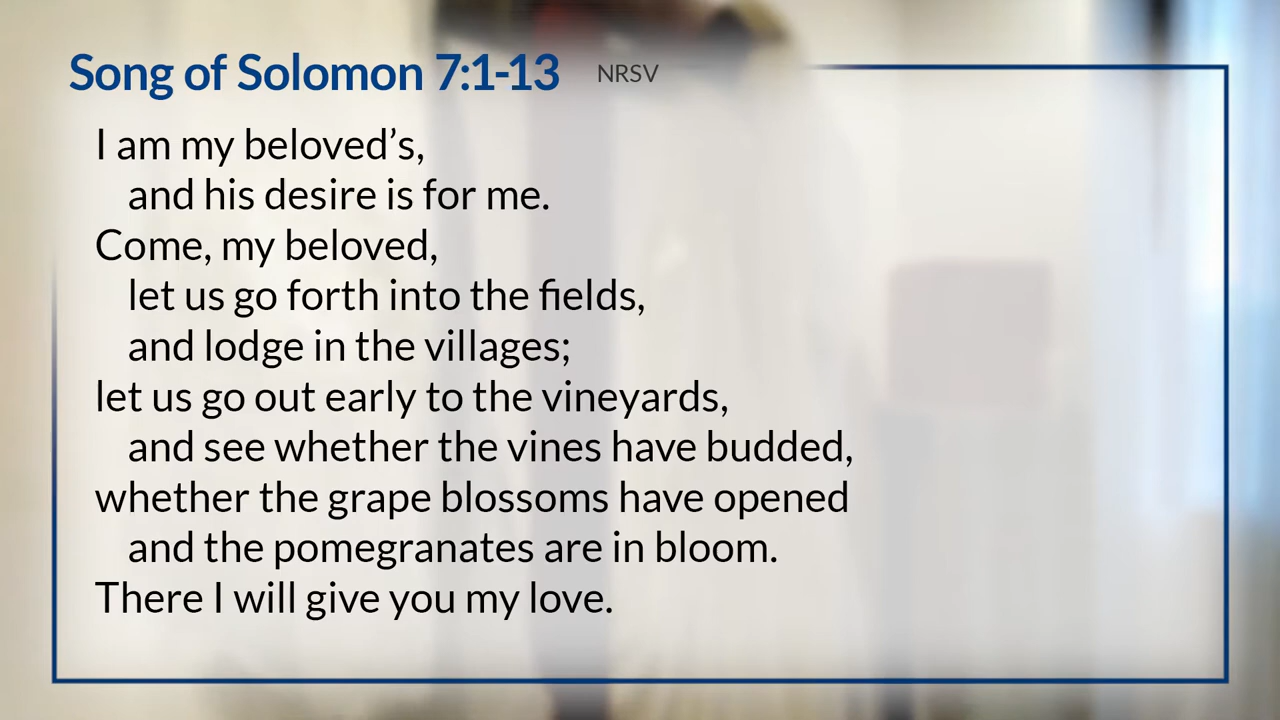 Song of Solomon 7:1-13 NRSV
I am my beloved’s,
and his desire is for me.
Come, my beloved,
let us go forth into the fields,
and lodge in the villages;
let us go out early to the vineyards,
and see whether the vines have budded,
whether the grape blossoms have opened
and the pomegranates are in bloom.
There I will give you my love.